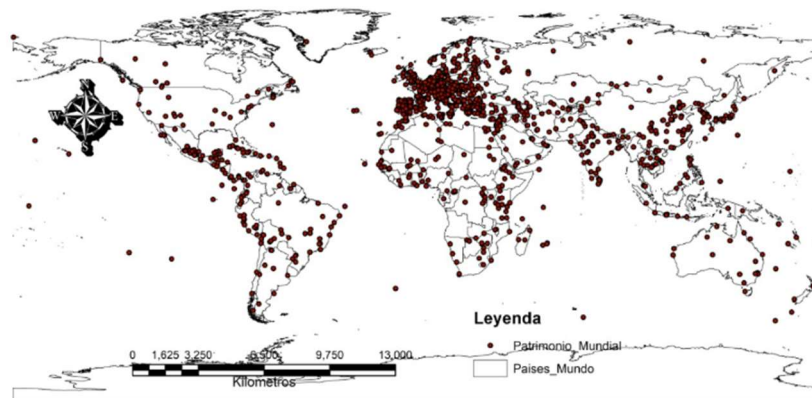 N
W E
S
Leyenda
Patrimonio_Mundial
Paises_Mundo
0 1,625 3,250 6,500 9,750 13,000
Kilometros